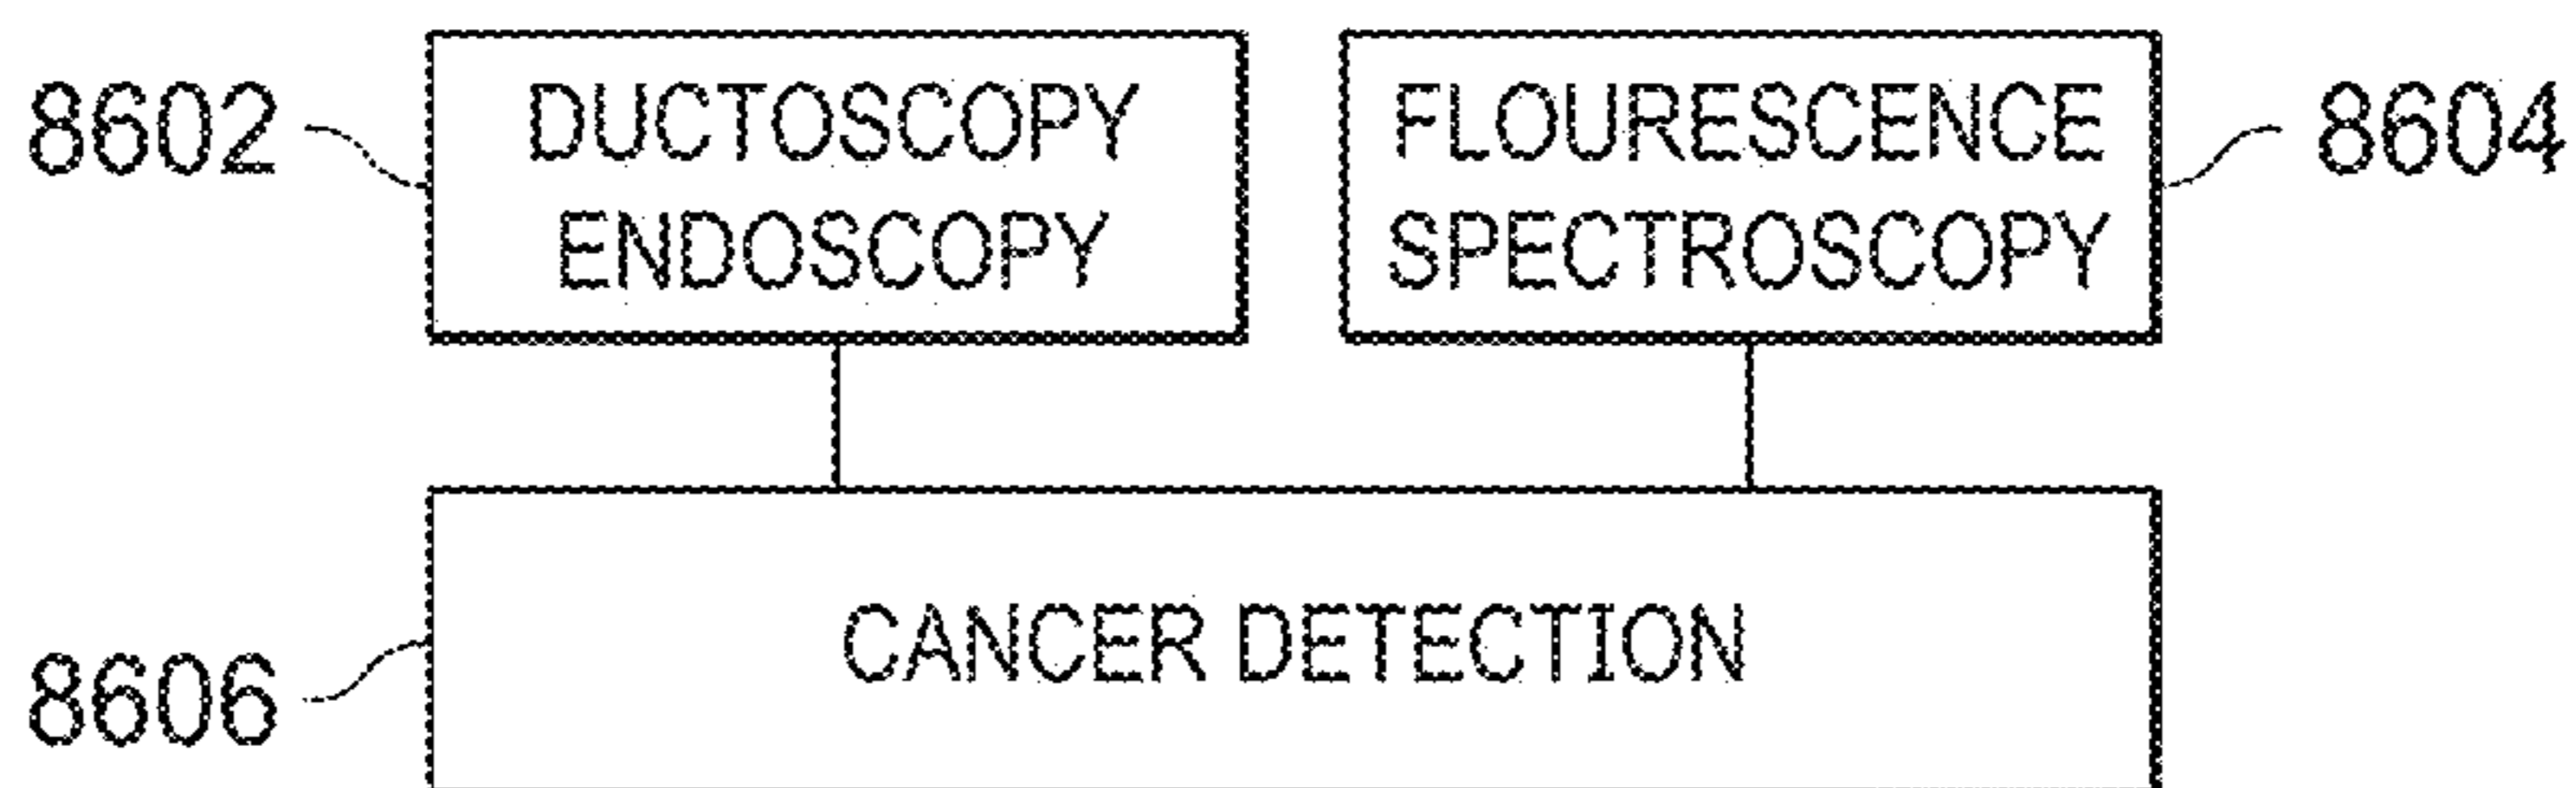 8602
DUCTOSCOPY
ENDOSCOPY
FLOURESCENCE
SPECTROSCOPY
8604
8606
CANCER DETECTION